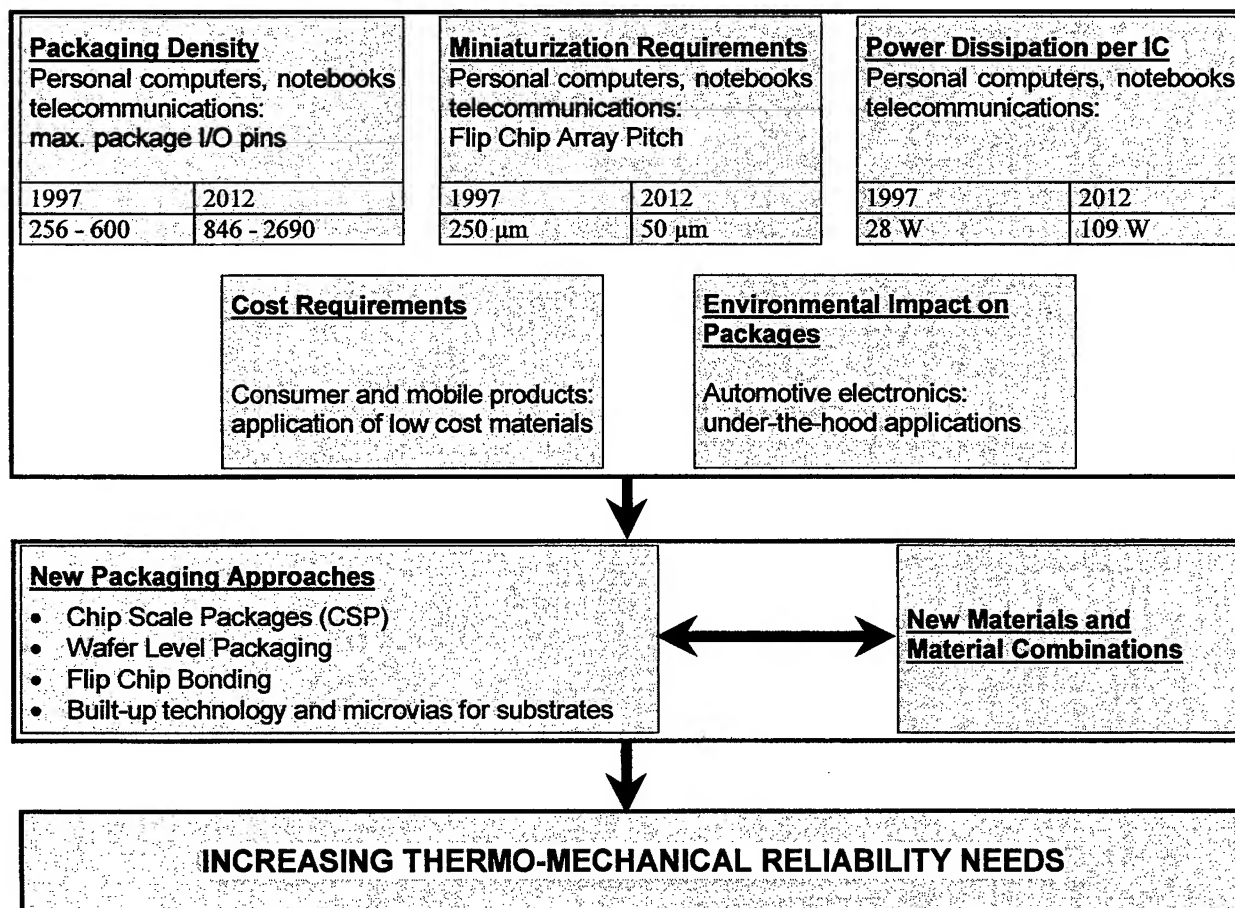 Packaging Density
Personal computers, notebooks
telecommunications:
max. package I/O pins
1997 2012
256 - 600 846 - 2690
Miniaturization Requirements
Personal computers, notebooks
telecommunications:
Flip Chip Array Pitch
1997 2012
250 µm 50 µm
Power Dissipation per IC
Personal computers, notebooks
telecommunications:
1997 2012
28 W 109 W
Cost Requirements
Consumer and mobile products:
application of low cost materials
Environmental Impact on
Packages
Automotive electronics:
under-the-hood applications
New Packaging Approaches
• Chip Scale Packages (CSP)
• Wafer Level Packaging
• Flip Chip Bonding
• Built-up technology and microvias for substrates
New Materials and
Material Combinations
INCREASING THERMO-MECHANICAL RELIABILITY NEEDS